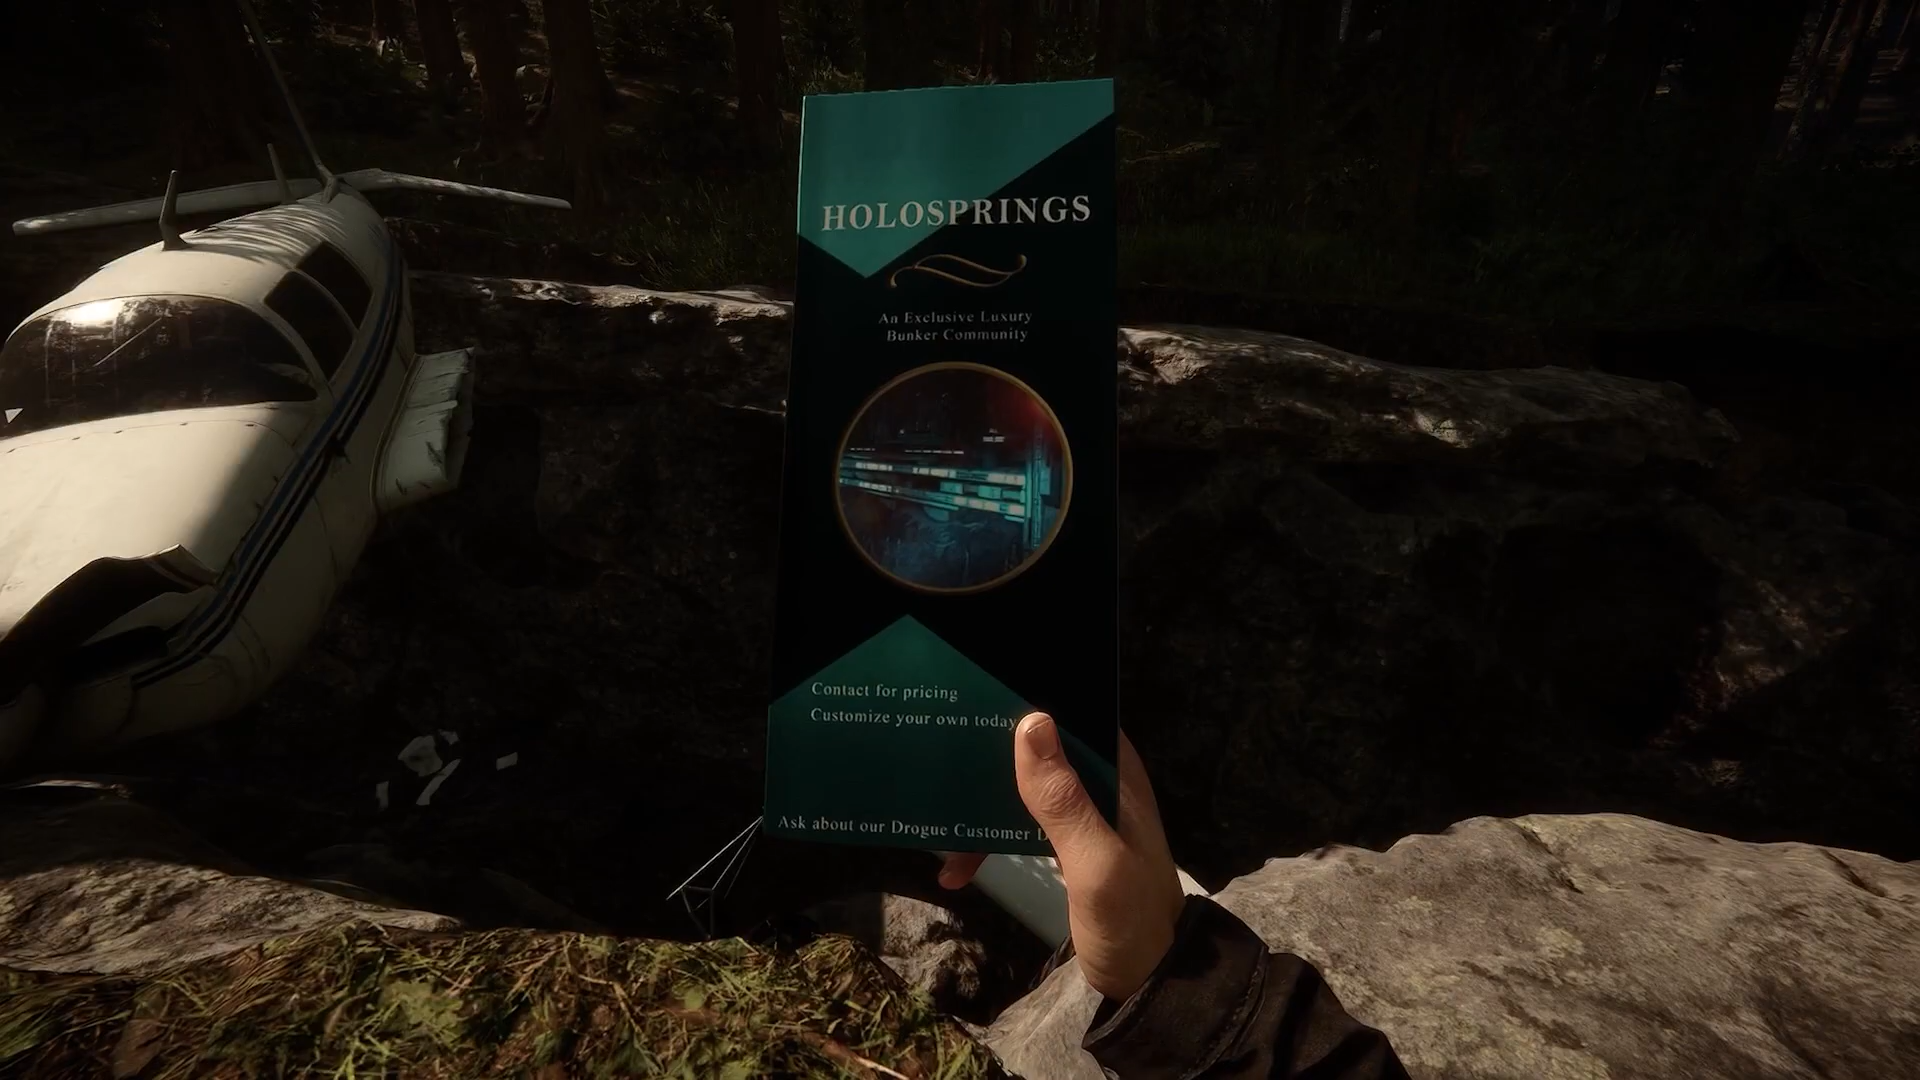 HOLOSPRINGS
An Exclusive Luxury
Bunker Community
Contact for pricing
Customize your own today
Ask about our Drogue Customer